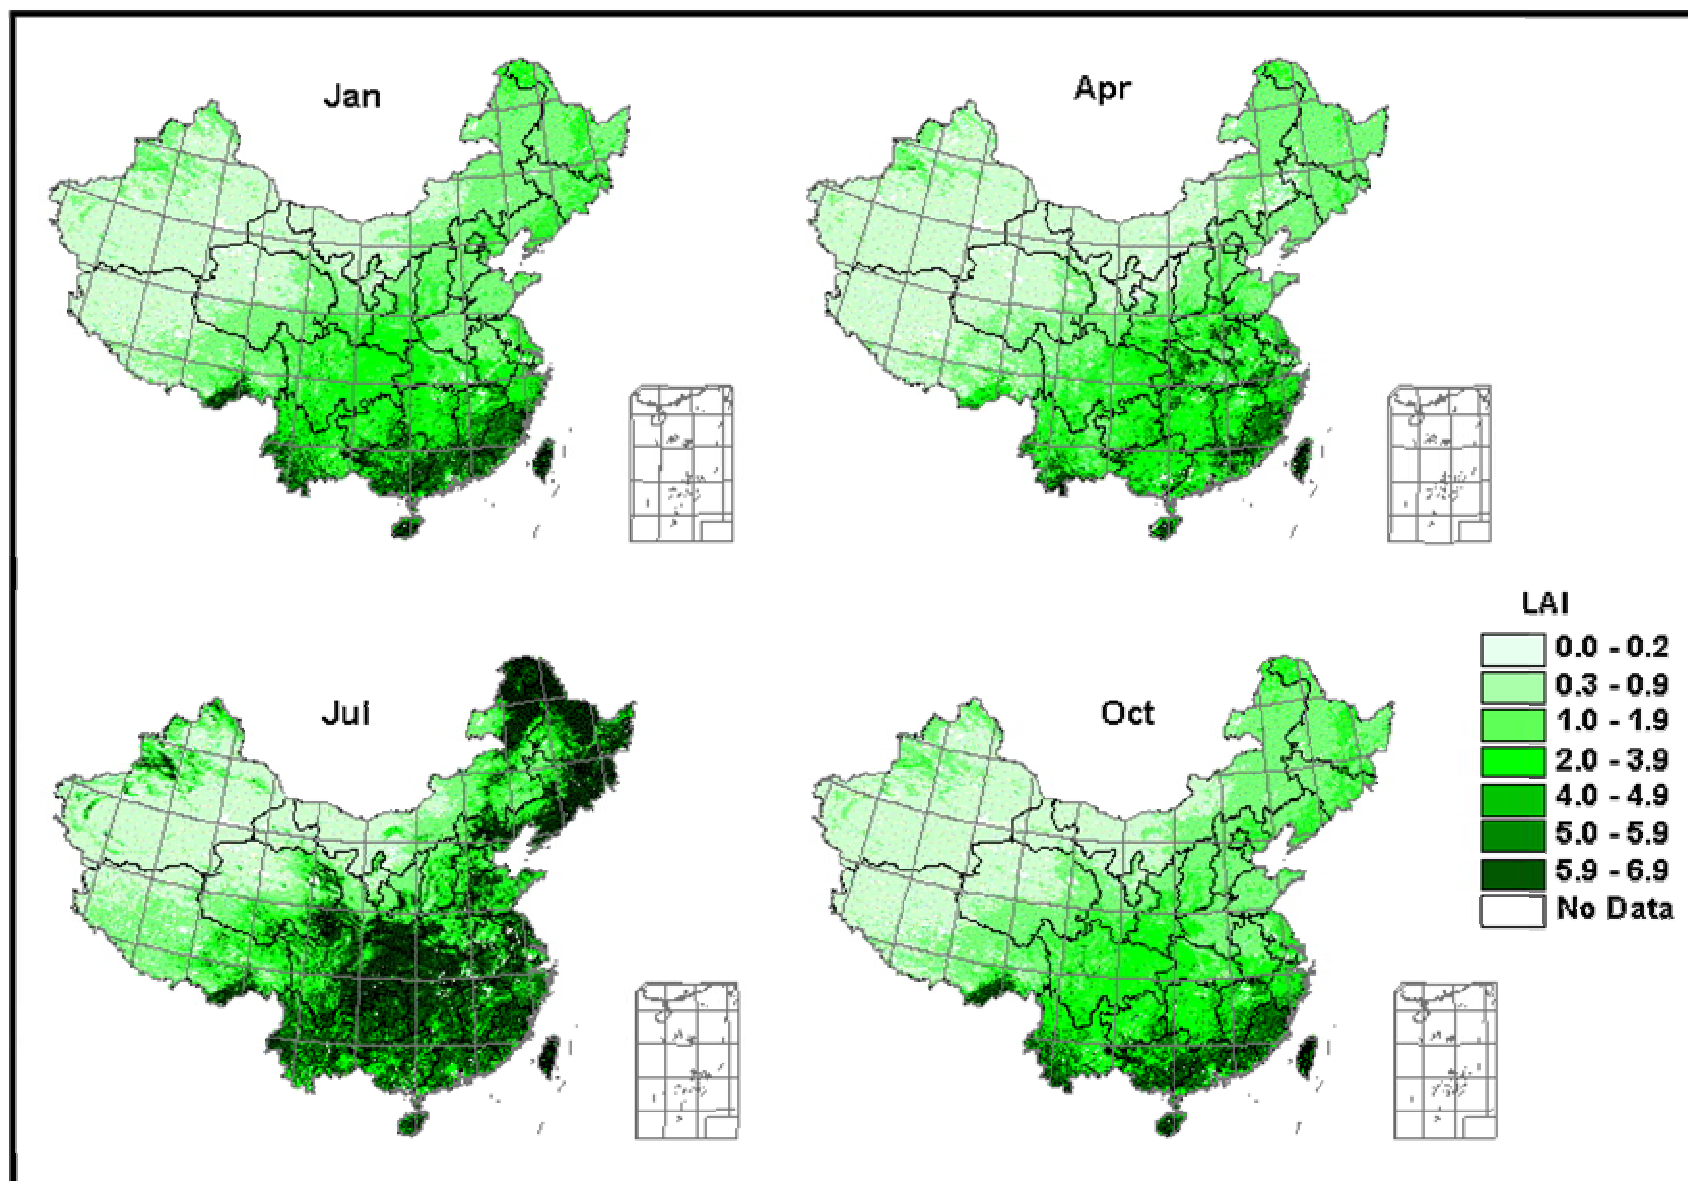 Jan
Apr
Jul
Oct
LAI
0.0 - 0.2
0.3 - 0.9
1.0 - 1.9
2.0 - 3.9
4.0 - 4.9
5.0 - 5.9
5.9 - 6.9
No Data